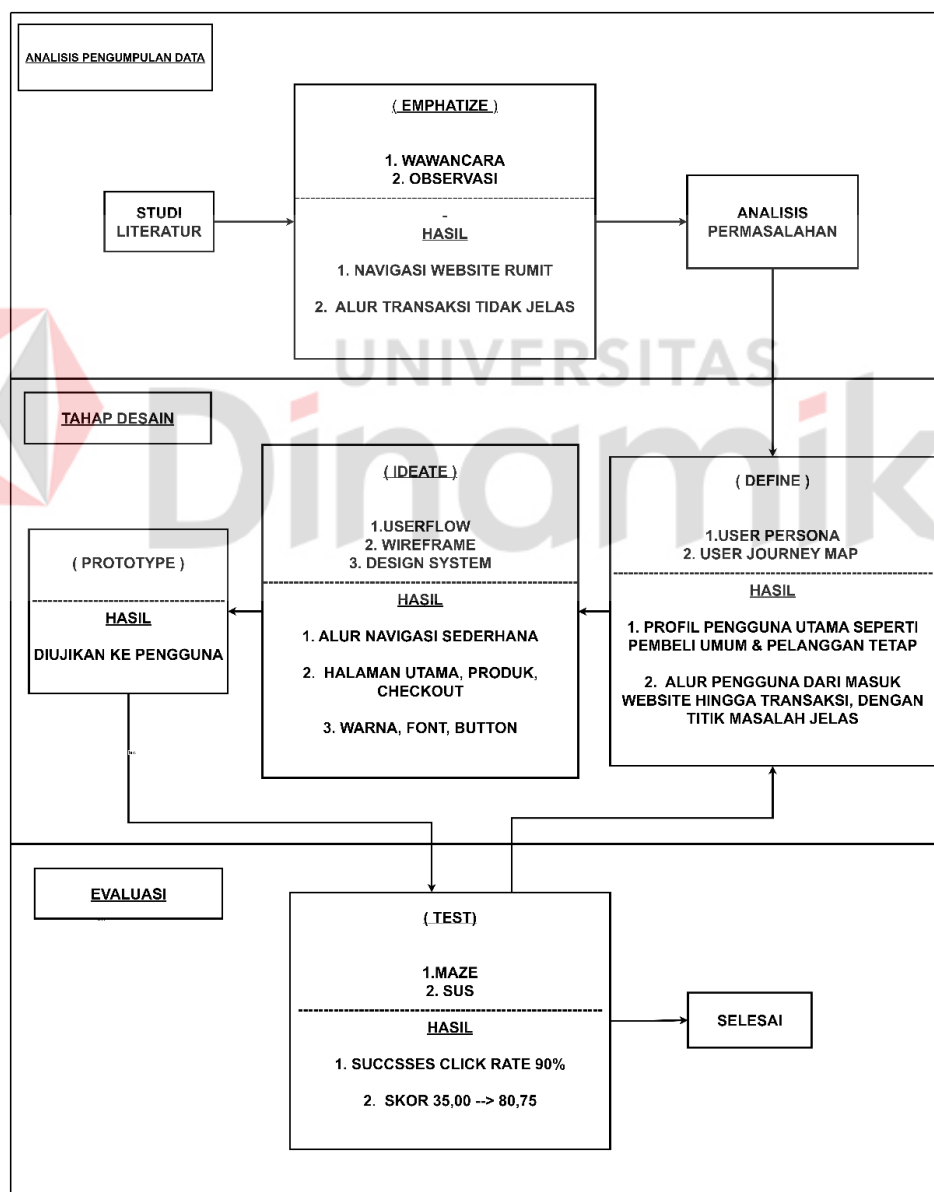 ANALISIS PENGUMPULAN DATA
( EMPHATIZE )
1. WAWANCARA
2. OBSERVASI
-
HASIL
1. NAVIGASI WEBSITE RUMIT
2. ALUR TRANSAKSI TIDAK JELAS
STUDI
LITERATUR
ANALISIS
PERMASALAHAN
UNIVERSITAS
Dinamik
TAHAP DESAIN
( IDEATE )
1.USERFLOW
2. WIREFRAME
3. DESIGN SYSTEM
HASIL
1. ALUR NAVIGASI SEDERHANA
2. HALAMAN UTAMA, PRODUK,
CHECKOUT
3. WARNA, FONT, BUTTON
( DEFINE )
1.USER PERSONA
2. USER JOURNEY MAP
HASIL
1. PROFIL PENGGUNA UTAMA SEPERTI
PEMBELI UMUM & PELANGGAN TETAP
2. ALUR PENGGUNA DARI MASUK
WEBSITE HINGGA TRANSAKSI, DENGAN
TITIK MASALAH JELAS
( PROTOTYPE )
HASIL
DIUJIKAN KE PENGGUNA
EVALUASI
( TEST)
1.MAZE
2. SUS
HASIL
1. SUCCSSES CLICK RATE 90%
2. SKOR 35,00 --> 80,75
SELESAI